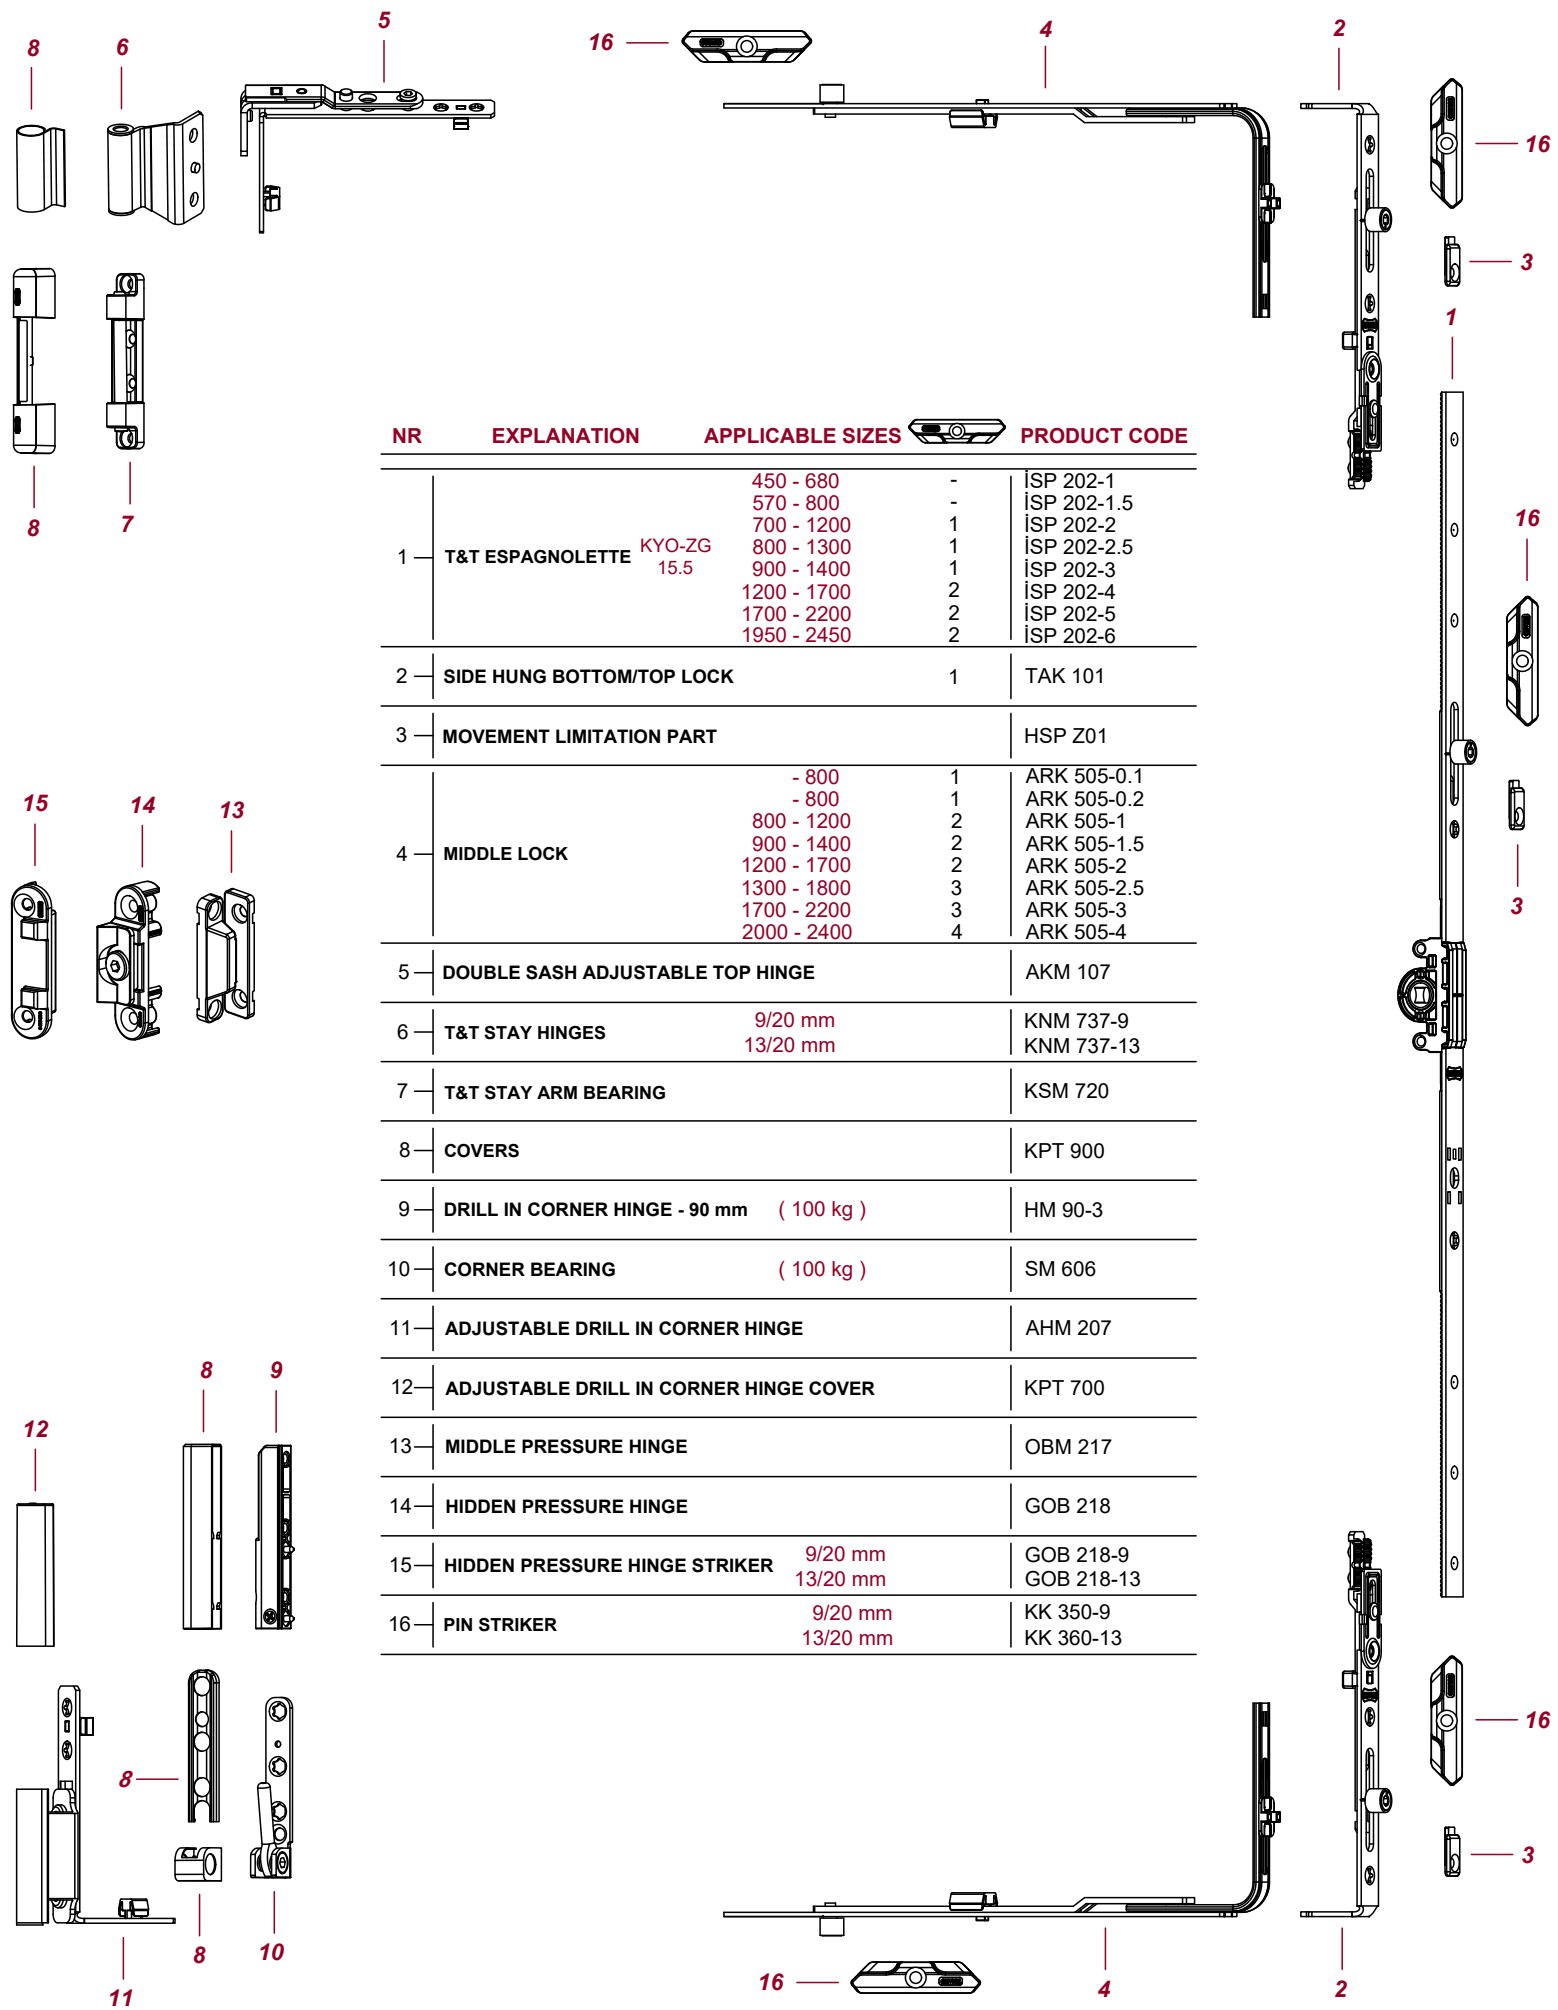 5
8
6
16
4
2
16
3
1
8
7
NR EXPLANATION APPLICABLE SIZES PRODUCT CODE
450 - 680 - İSP 202-1
570 - 800 - İSP 202-1.5
700 - 1200 1 İSP 202-2
1 T&T ESPAGNOLETTE KYO-ZG 15.5 800 - 1300 1 İSP 202-2.5
900 - 1400 1 İSP 202-3
1200 - 1700 2 İSP 202-4
1700 - 2200 2 İSP 202-5
1950 - 2450 2 İSP 202-6
2 SIDE HUNG BOTTOM/TOP LOCK 1 TAK 101
3 MOVEMENT LIMITATION PART HSP Z01
- 800 1 ARK 505-0.1
- 800 1 ARK 505-0.2
800 - 1200 2 ARK 505-1
900 - 1400 2 ARK 505-1.5
4 MIDDLE LOCK 1200 - 1700 2 ARK 505-2
1300 - 1800 3 ARK 505-2.5
1700 - 2200 3 ARK 505-3
2000 - 2400 4 ARK 505-4
5 DOUBLE SASH ADJUSTABLE TOP HINGE AKM 107
6 T&T STAY HINGES 9/20 mm KNM 737-9
13/20 mm KNM 737-13
7 T&T STAY ARM BEARING KSM 720
8 COVERS KPT 900
9 DRILL IN CORNER HINGE - 90 mm ( 100 kg ) HM 90-3
10 CORNER BEARING ( 100 kg ) SM 606
11 ADJUSTABLE DRILL IN CORNER HINGE AHM 207
12 ADJUSTABLE DRILL IN CORNER HINGE COVER KPT 700
13 MIDDLE PRESSURE HINGE OBM 217
14 HIDDEN PRESSURE HINGE GOB 218
15 HIDDEN PRESSURE HINGE STRIKER 9/20 mm GOB 218-9
13/20 mm GOB 218-13
16 PIN STRIKER 9/20 mm KK 350-9
13/20 mm KK 360-13
16
3
15
14
13
8
9
12
8
8
10
11
16
3
16
4
2